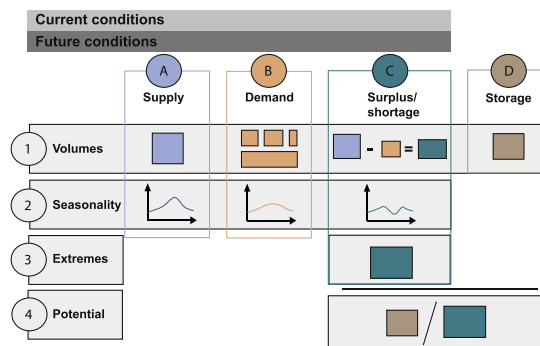 Current conditions
Future conditions
A
B
C
D
Supply
Demand
Surplus/
shortage
Storage
1
Volumes
- =
2
Seasonality
3
Extremes
4
Potential
/